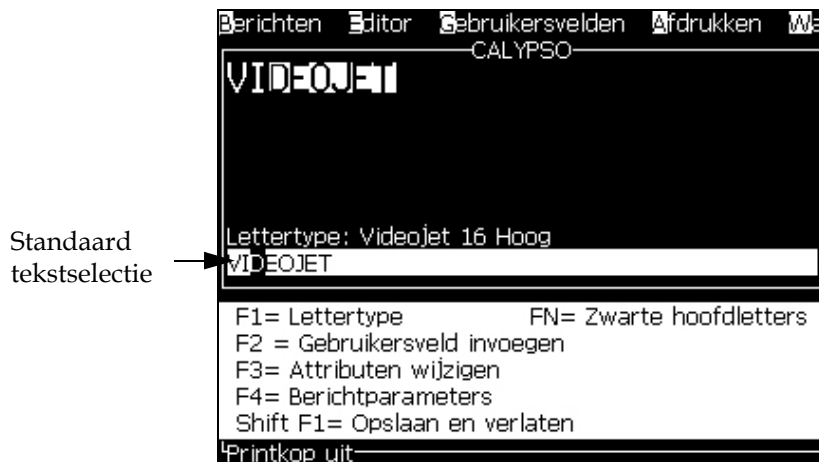 Berichten Editor Gebruikersvelden Afdrukken Wa
CALYPSO
VIDEOJET
Lettertype: Videojet 16 Hoog
VIDEOJET
Standaard
tekstselectie
F1= Lettertype FN= Zwarte hoofdletters
F2 = Gebruikersveld invoegen
F3= Attributen wijzigen
F4= Berichtparameters
Shift F1= Opslaan en verlaten
Printkop uit